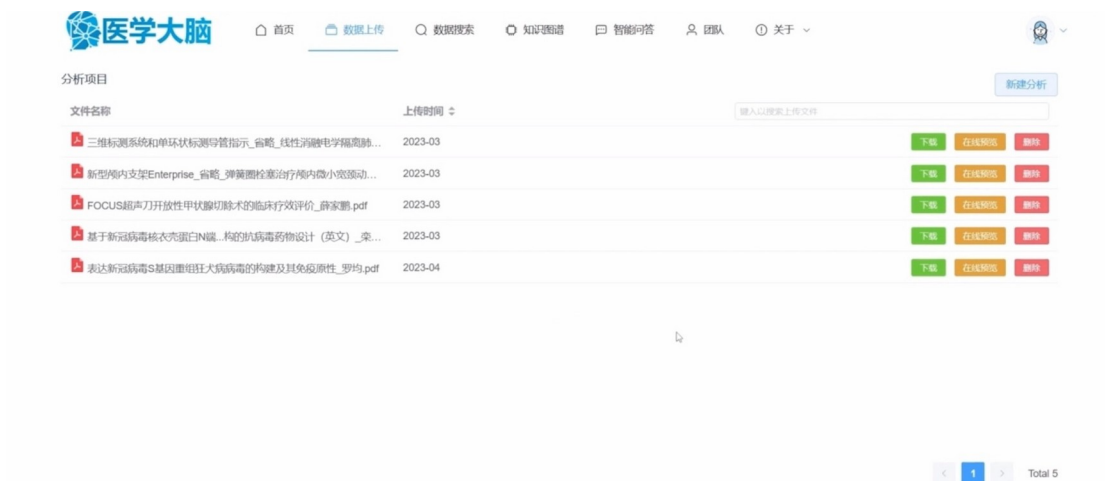 医学大脑 首页 数据上传 数据搜索 知识图谱 智能问答 团队 关于
分析项目
新建分析
文件名称 上传时间 键入以搜索上传文件
三维标测系统和单环状标测导管指示_省略_线性消融电学隔离肺... 2023-03 下载 在线预览 删除
新型颅内支架Enterprise_省略_弹簧圈栓塞治疗颅内微小宽颈动... 2023-03 下载 在线预览 删除
FOCUS超声刀开放性甲状腺切除术的临床疗效评价_薛家鹏.pdf 2023-03 下载 在线预览 删除
基于新冠病毒核衣壳蛋白N端...构的抗病毒药物设计（英文）_栾... 2023-03 下载 在线预览 删除
表达新冠病毒S基因重组狂犬病病毒的构建及其免疫原性_罗均.pdf 2023-04 下载 在线预览 删除
1 Total 5